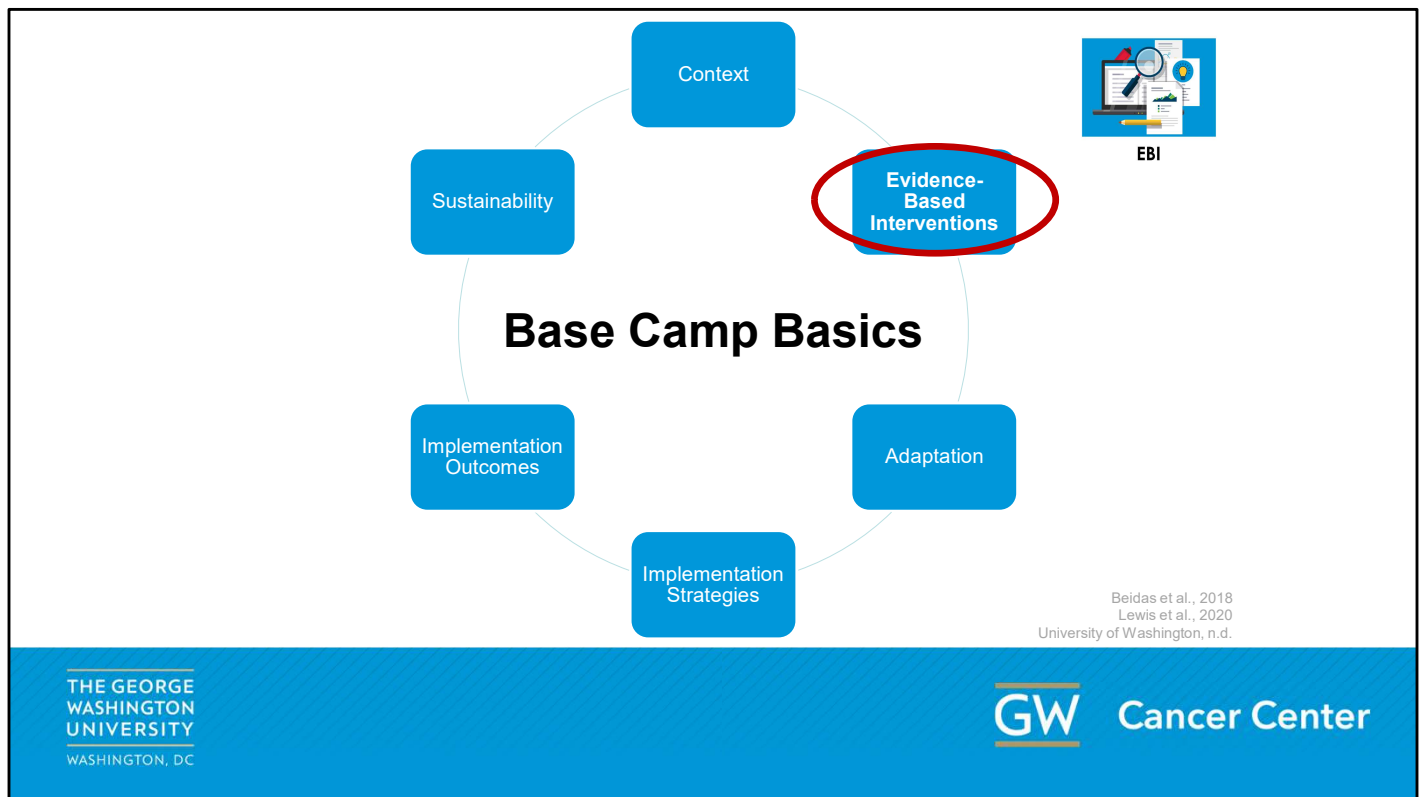 Context
EBI
Evidence-
Based
Interventions
Sustainability
Base Camp Basics
Implementation
Outcomes
Adaptation
Implementation
Strategies
Beidas et al., 2018
Lewis et al., 2020
University of Washington, n.d.
THE GEORGE
WASHINGTON
UNIVERSITY
WASHINGTON, DC
GW Cancer Center